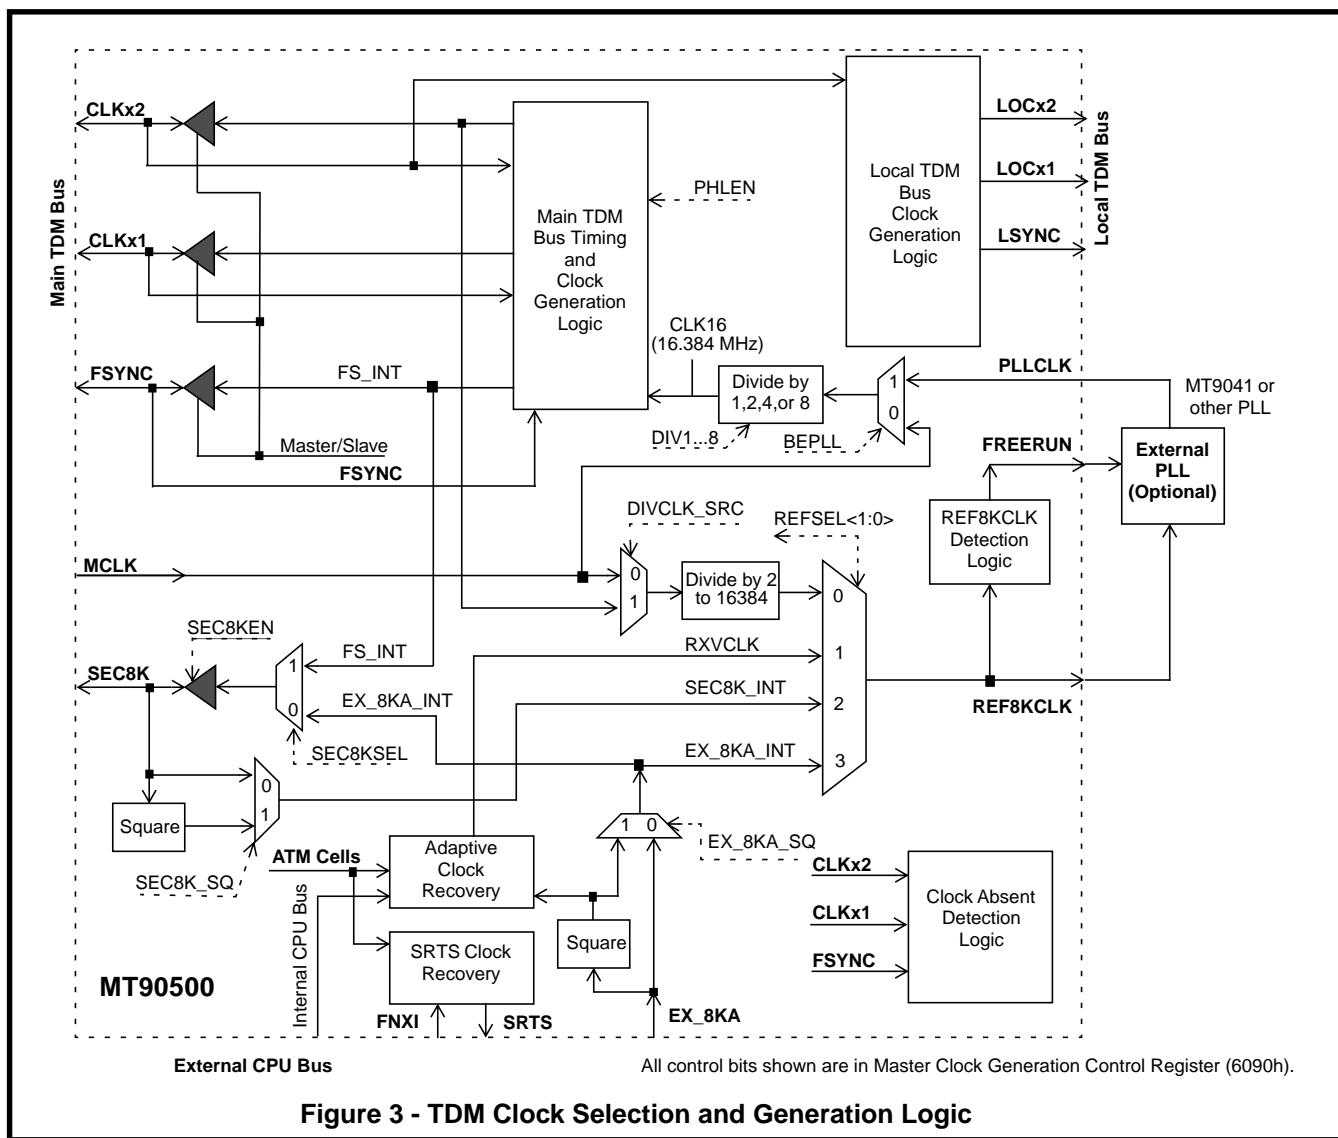 CLKx2
LOCx2
Main TDM Bus
Local TDM Bus
Local TDM
Bus
Clock
Generation
Logic
LOCx1
PHLEN
Main TDM
Bus Timing
and
Clock
Generation
Logic
CLKx1
LSYNC
CLK16
(16.384 MHz)
FSYNC
FS_INT
Divide by
1,2,4,or 8
1
0
PLLCLK
MT9041 or
other PLL
DIV1...8
BEPLL
Master/Slave
FSYNC
FREERUN
External
PLL
(Optional)
DIVCLK_SRC
REFSEL<1:0>
REF8KCLK
Detection
Logic
MCLK
0
1
Divide by 2
to 16384
0
1
2
3
SEC8KEN
FS_INT
RXVCLK
SEC8K
1
0
EX_8KA_INT
SEC8K_INT
REF8KCLK
SEC8KSEL
EX_8KA_INT
0
1
Square
1 0
EX_8KA_SQ
SEC8K_SQ
ATM Cells
Adaptive
Clock
Recovery
CLKx2
Clock Absent
Detection
Logic
CLKx1
FSYNC
Internal CPU Bus
SRTS Clock
Recovery
Square
MT90500
FNXI
SRTS
EX_8KA
External CPU Bus
All control bits shown are in Master Clock Generation Control Register (6090h).
Figure 3 - TDM Clock Selection and Generation Logic